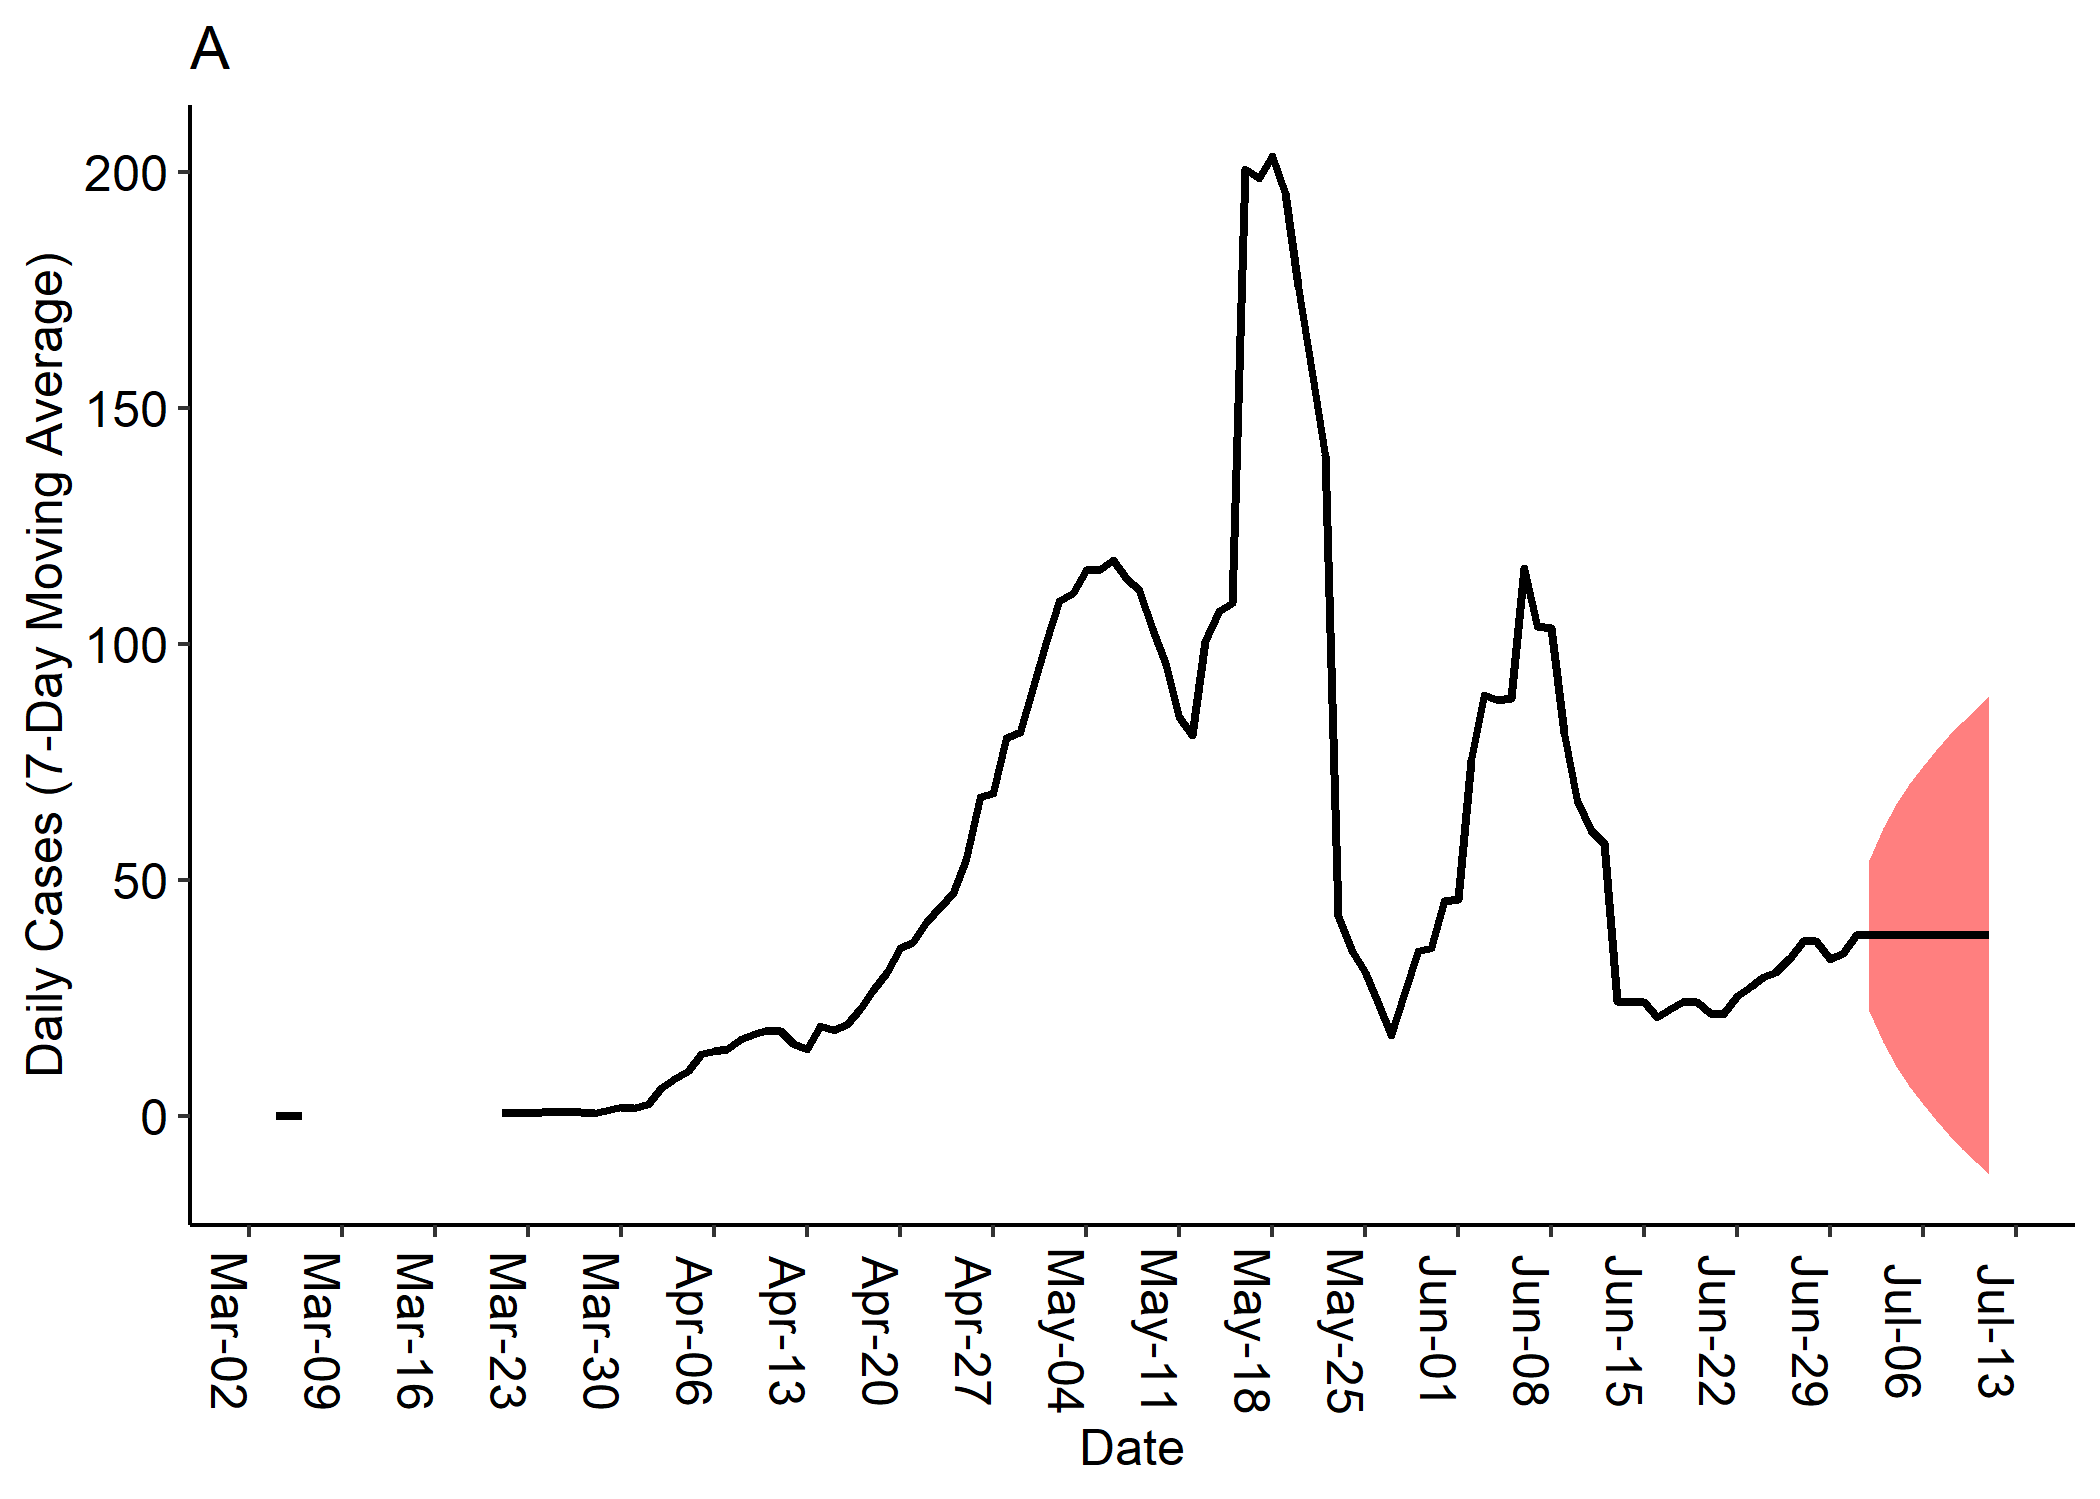 A
Daily Cases (7-Day Moving Average)
200
150
100
50
0
Mar-02
Mar-09
Mar-16
Mar-23
Mar-30
Apr-06
Apr-13
Apr-20
Apr-27
May-04
May-11
May-18
May-25
Jun-01
Jun-08
Jun-15
Jun-22
Jun-29
Jul-06
Jul-13
Date